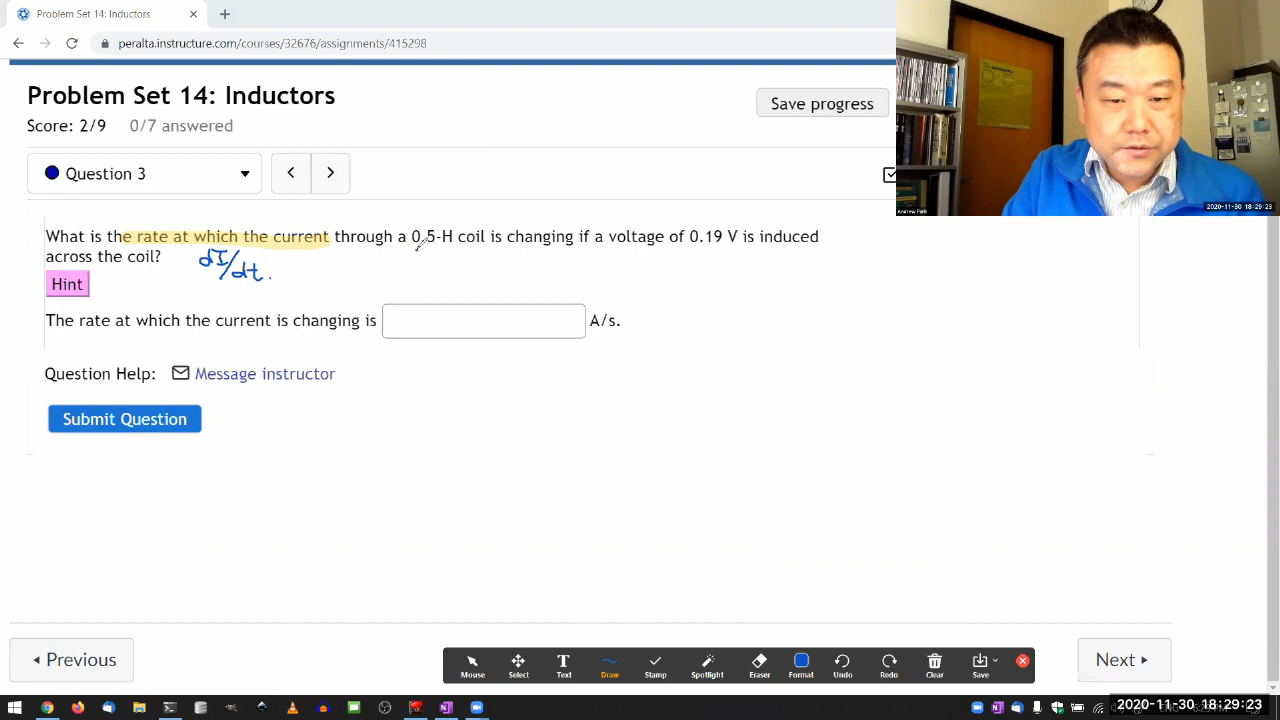 Problem Set 14: Inductors
peralta.instructure.com/courses/32676/assignments/415298
Problem Set 14: Inductors
Save progress
Score: 2/9 0/7 answered
Question 3
What is the rate at which the current through a 0.5-H coil is changing if a voltage of 0.19 V is induced
across the coil?
dI/dt.
Hint
The rate at which the current is changing is A/s.
Question Help: Message instructor
Submit Question
Previous
Next
Mouse Select Text Draw Stamp Spotlight Eraser Format Undo Redo Clear Save
Andrew Park
2020-11-30 18:29:23
2020-11-30 18:29:23